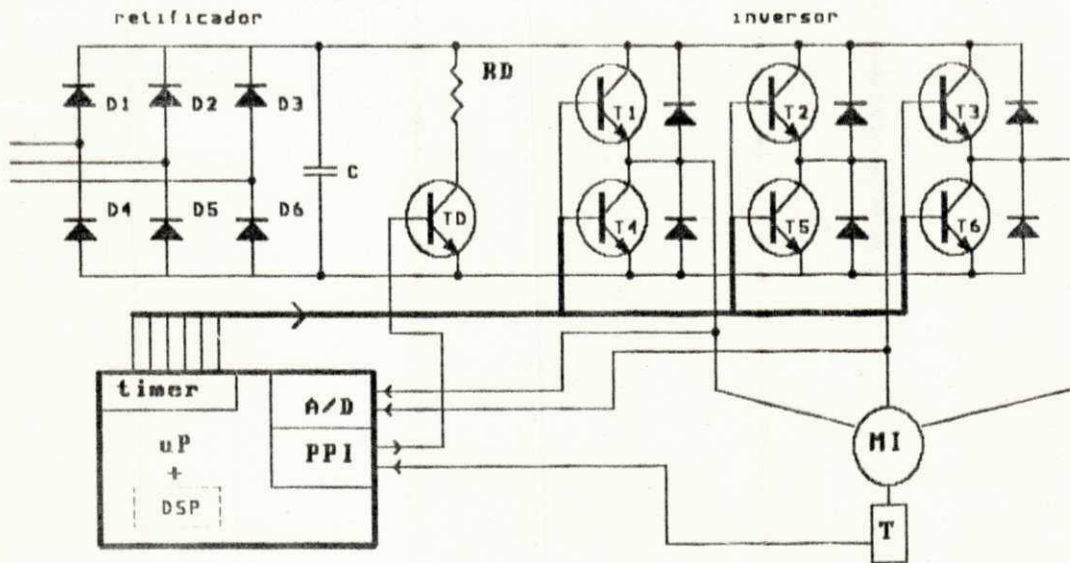 retificador
inversor
D1 D2 D3
RD
T1 T2 T3
C
D4 D5 D6
TD
T4 T5 T6
timer
A/D
uP
+
DSP
PPI
MI
T